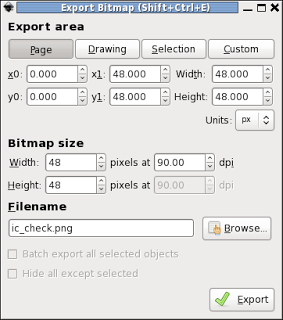 Export Bitmap (Shift+Ctrl+E)
Export area
Page Drawing Selection Custom
x0: 0.000 x1: 48.000 Width: 48.000
y0: 0.000 y1: 48.000 Height: 48.000
Units: px
Bitmap size
Width: 48 pixels at 90.00 dpi
Height: 48 pixels at 90.00 dpi
Filename
ic_check.png Browse...
Batch export all selected objects
Hide all except selected
Export